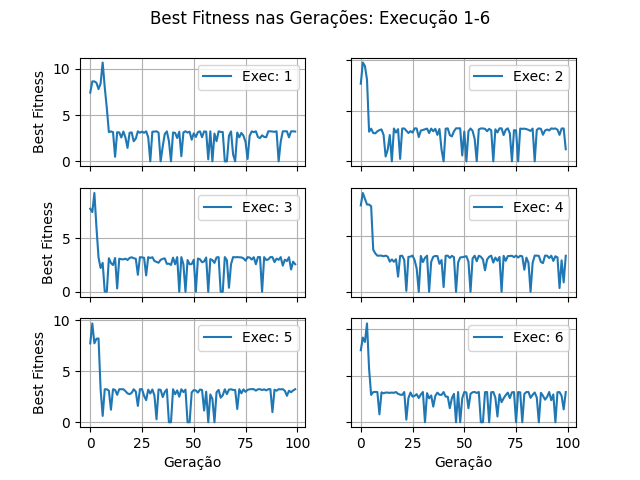 Best Fitness nas Gerações: Execução 1-6
10
5
0
Best Fitness
Exec: 1
Exec: 2
5
0
Best Fitness
Exec: 3
Exec: 4
10
5
0
Best Fitness
Exec: 5
Exec: 6
0 25 50 75 100
0 25 50 75 100
Geração
Geração